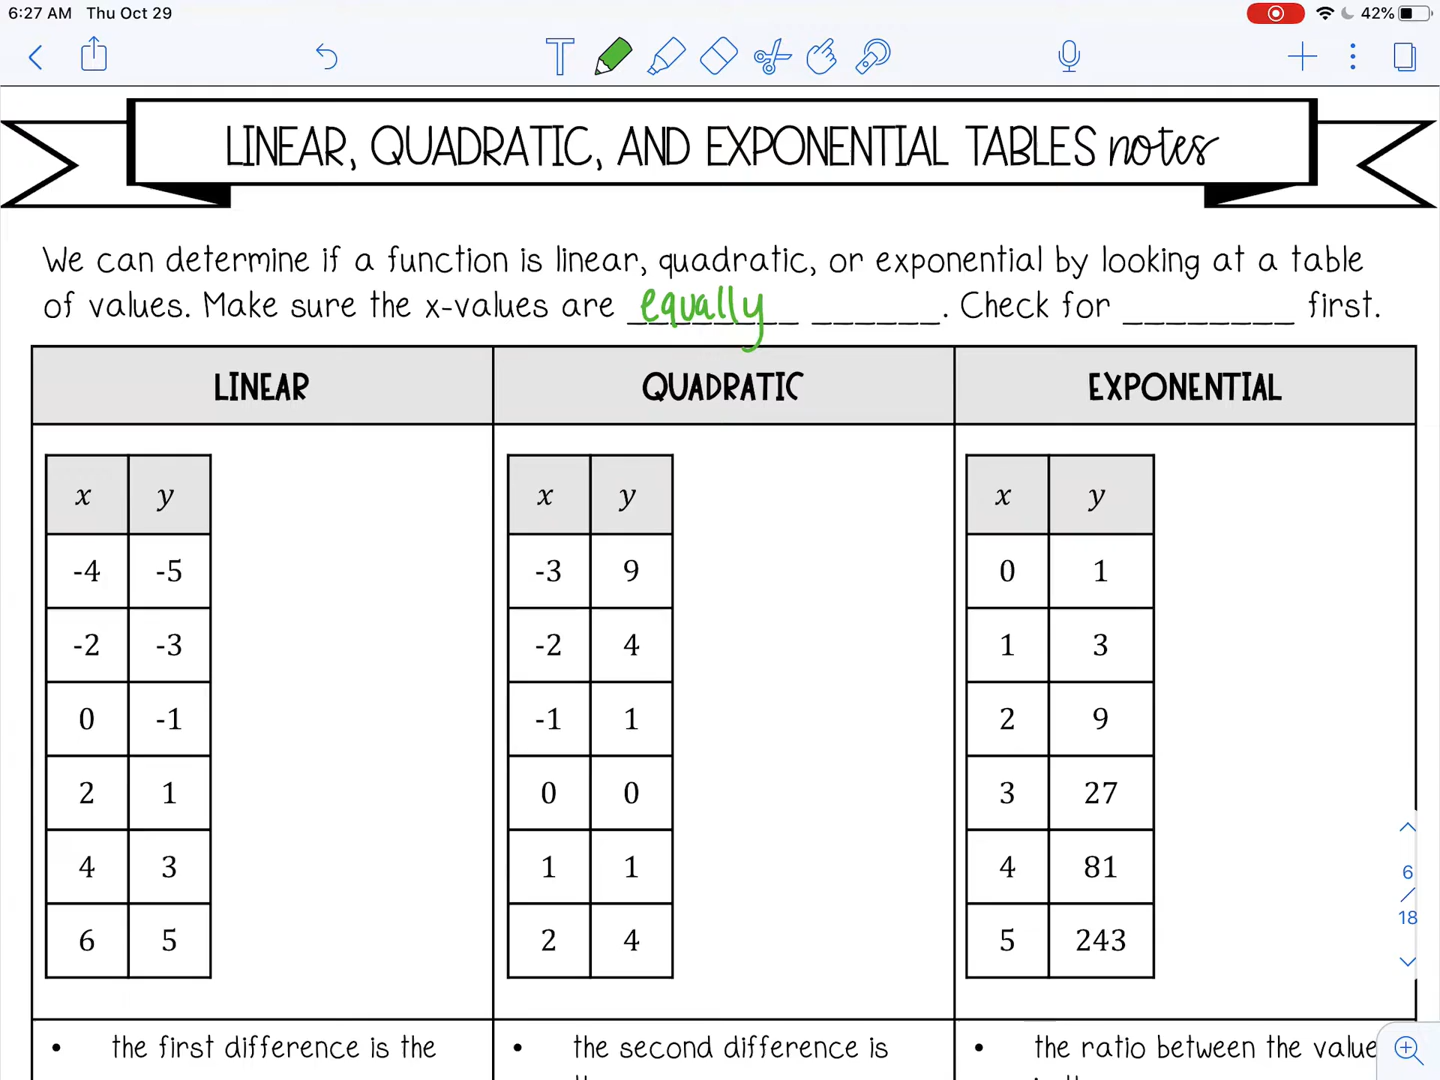 6:27 AM Thu Oct 29 42%
LINEAR, QUADRATIC, AND EXPONENTIAL TABLES notes
We can determine if a function is linear, quadratic, or exponential by looking at a table
of values. Make sure the x-values are equally ______. Check for ________ first.
LINEAR QUADRATIC EXPONENTIAL
x y x y x y
-4 -5 -3 9 0 1
-2 -3 -2 4 1 3
0 -1 -1 1 2 9
2 1 0 0 3 27
4 3 1 1 4 81
6 5 2 4 5 243
6
/
18
• the first difference is the • the second difference is • the ratio between the value